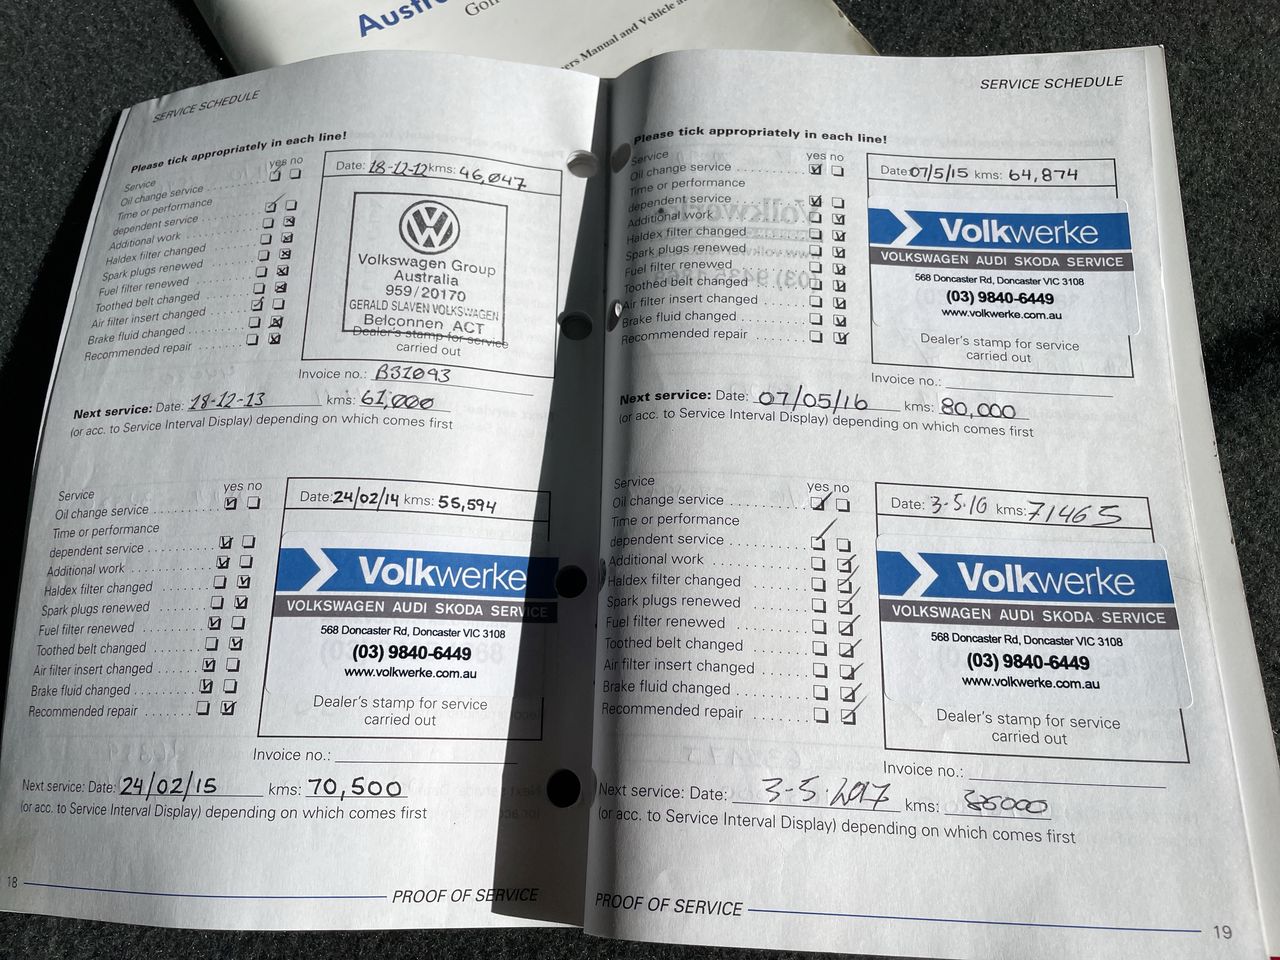 Austr
Gol
ers Manual and Vehicle a
SERVICE SCHEDULE
Please tick appropriately in each line!
yes no
Service
Oil change service
Time or performance
dependent service
Additional work
Haldex filter changed
Spark plugs renewed
Fuel filter renewed
Toothed belt changed
Air filter insert changed
Brake fluid changed
Recommended repair
Date: 18-12-12 kms: 46,047
Volkswagen Group
Australia
959/20170
GERALD SLAVEN VOLKSWAGEN
Belconnen ACT
Dealer's stamp for service
carried out
Invoice no.: B31093
Next service: Date: 18-12-13 kms: 61,000
(or acc. to Service Interval Display) depending on which comes first
yes no
Service
Oil change service
Time or performance
dependent service
Additional work
Haldex filter changed
Spark plugs renewed
Fuel filter renewed
Toothed belt changed
Air filter insert changed
Brake fluid changed
Recommended repair
Date: 24/02/14 kms: 55,594
Volkwerke
VOLKSWAGEN AUDI SKODA SERVICE
568 Doncaster Rd, Doncaster VIC 3108
(03) 9840-6449
www.volkwerke.com.au
Dealer's stamp for service
carried out
Invoice no.:
Next service: Date: 24/02/15 kms: 70,500
(or acc. to Service Interval Display) depending on which comes first
18
PROOF OF SERVICE
SERVICE SCHEDULE
Please tick appropriately in each line!
yes no
Service
Oil change service
Time or performance
dependent service
Additional work
Haldex filter changed
Spark plugs renewed
Fuel filter renewed
Toothed belt changed
Air filter insert changed
Brake fluid changed
Recommended repair
Date: 07/5/15 kms: 64,874
Volkwerke
VOLKSWAGEN AUDI SKODA SERVICE
568 Doncaster Rd, Doncaster VIC 3108
(03) 9840-6449
www.volkwerke.com.au
Dealer's stamp for service
carried out
Invoice no.:
Next service: Date: 07/05/16 kms: 80,000
(or acc. to Service Interval Display) depending on which comes first
yes no
Service
Oil change service
Time or performance
dependent service
Additional work
Haldex filter changed
Spark plugs renewed
Fuel filter renewed
Toothed belt changed
Air filter insert changed
Brake fluid changed
Recommended repair
Date: 3-5.16 kms: 71465
Volkwerke
VOLKSWAGEN AUDI SKODA SERVICE
568 Doncaster Rd, Doncaster VIC 3108
(03) 9840-6449
www.volkwerke.com.au
Dealer's stamp for service
carried out
Invoice no.:
Next service: Date: 3-5.2017 kms:
(or acc. to Service Interval Display) depending on which comes first
PROOF OF SERVICE
19